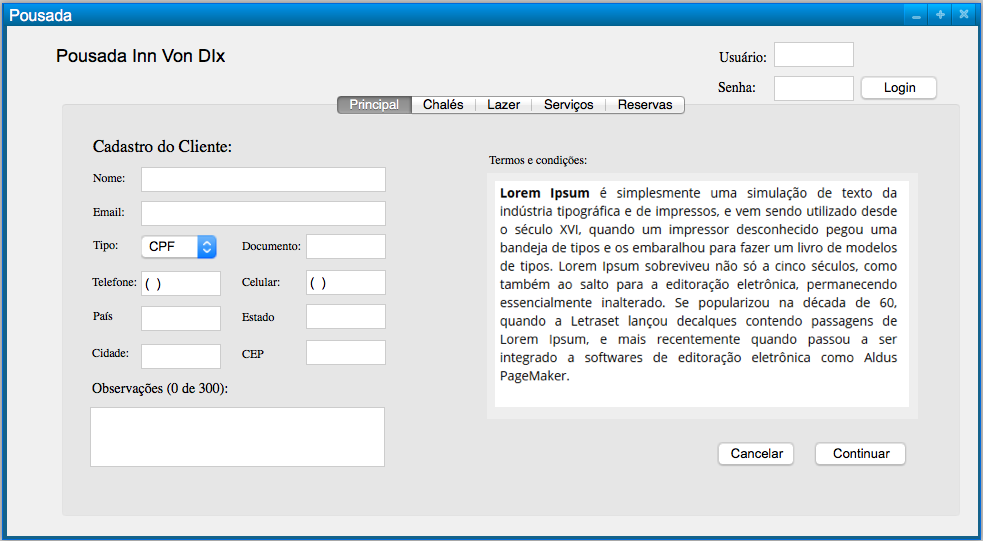 Pousada
Pousada Inn Von DIx
Usuário:
Senha:
Login
Principal Chalés Lazer Serviços Reservas
Cadastro do Cliente:
Nome:
Email:
Tipo: CPF Documento:
Telefone: ( ) Celular: ( )
País Estado
Cidade: CEP
Observações (0 de 300):
Termos e condições:
Lorem Ipsum é simplesmente uma simulação de texto da
indústria tipográfica e de impressos, e vem sendo utilizado desde
o século XVI, quando um impressor desconhecido pegou uma
bandeja de tipos e os embaralhou para fazer um livro de modelos
de tipos. Lorem Ipsum sobreviveu não só a cinco séculos, como
também ao salto para a editoração eletrônica, permanecendo
essencialmente inalterado. Se popularizou na década de 60,
quando a Letraset lançou decalques contendo passagens de
Lorem Ipsum, e mais recentemente quando passou a ser
integrado a softwares de editoração eletrônica como Aldus
PageMaker.
Cancelar Continuar